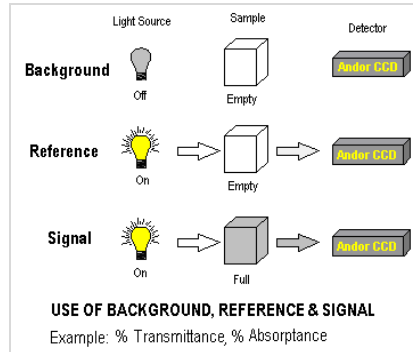 Light Source Sample Detector
Background Andor CCD
Off Empty
Reference Andor CCD
On Empty
Signal Andor CCD
On Full
USE OF BACKGROUND, REFERENCE & SIGNAL
Example: % Transmittance, % Absorptance